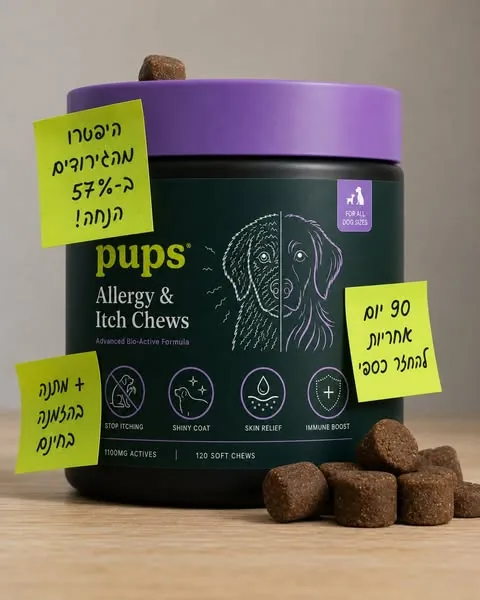 היפטרו
מהגירודים
ב-57%
הנחה!
FOR ALL
DOG SIZES
pups®
Allergy &
Itch Chews
Advanced Bio-Active Formula
90 יום
אחריות
להחזר כספי
+ מתנה
בהזמנה
בחינם
STOP ITCHING
SHINY COAT
SKIN RELIEF
IMMUNE BOOST
1100MG ACTIVES | 120 SOFT CHEWS